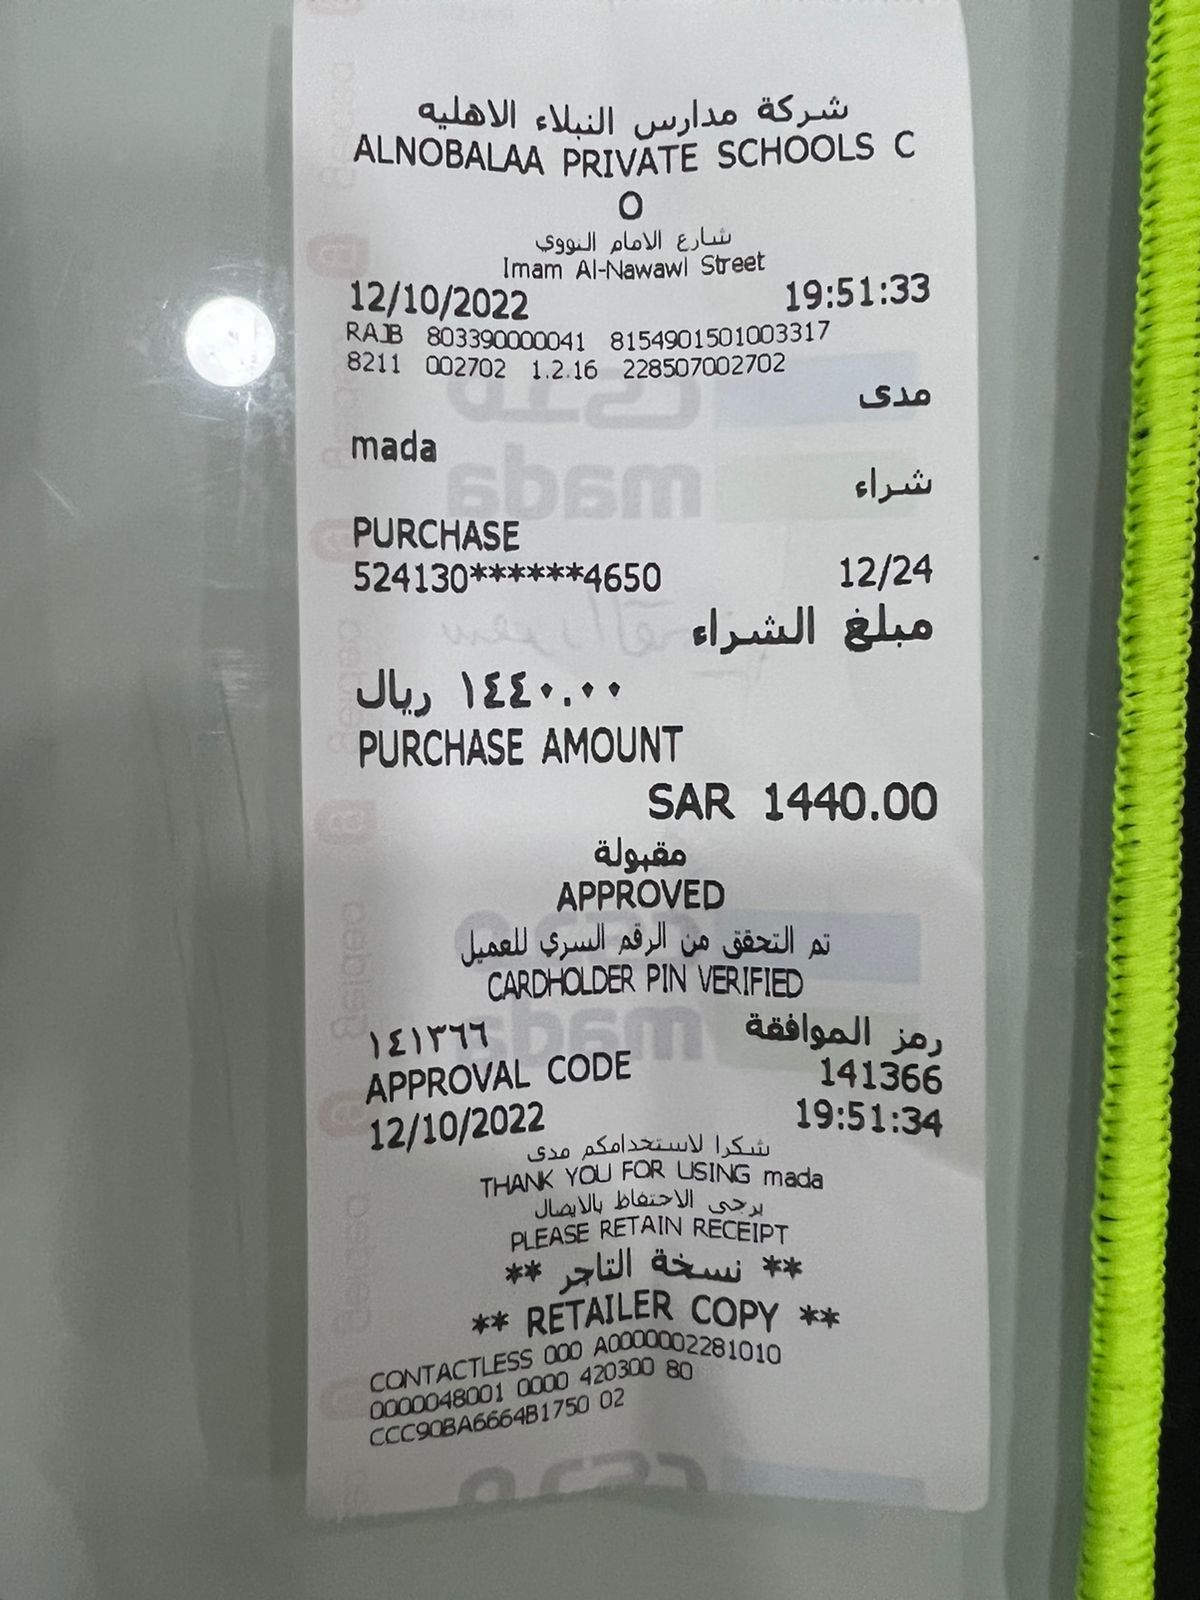 شركة مدارس النبلاء الاهليه
ALNOBALAA PRIVATE SCHOOLS C
O
شارع الامام النووي
Imam Al-Nawawi Street
12/10/2022 19:51:33
RAJB 803390000041 8154901501003317
8211 002702 1.2.16 228507002702
مدى
mada
شراء
PURCHASE
524130******4650 12/24
مبلغ الشراء
١٤٤٠.٠٠ ريال
PURCHASE AMOUNT
SAR 1440.00
مقبولة
APPROVED
تم التحقق من الرقم السري للعميل
CARDHOLDER PIN VERIFIED
رمز الموافقة ١٤١٣٦٦
APPROVAL CODE 141366
12/10/2022 19:51:34
شكرا لاستخدامكم مدى
THANK YOU FOR USING mada
يرجى الاحتفاظ بالايصال
PLEASE RETAIN RECEIPT
** نسخة التاجر **
** RETAILER COPY **
CONTACTLESS 000 A0000002281010
0000048001 0000 420300 80
CCC90BA6664B1750 02